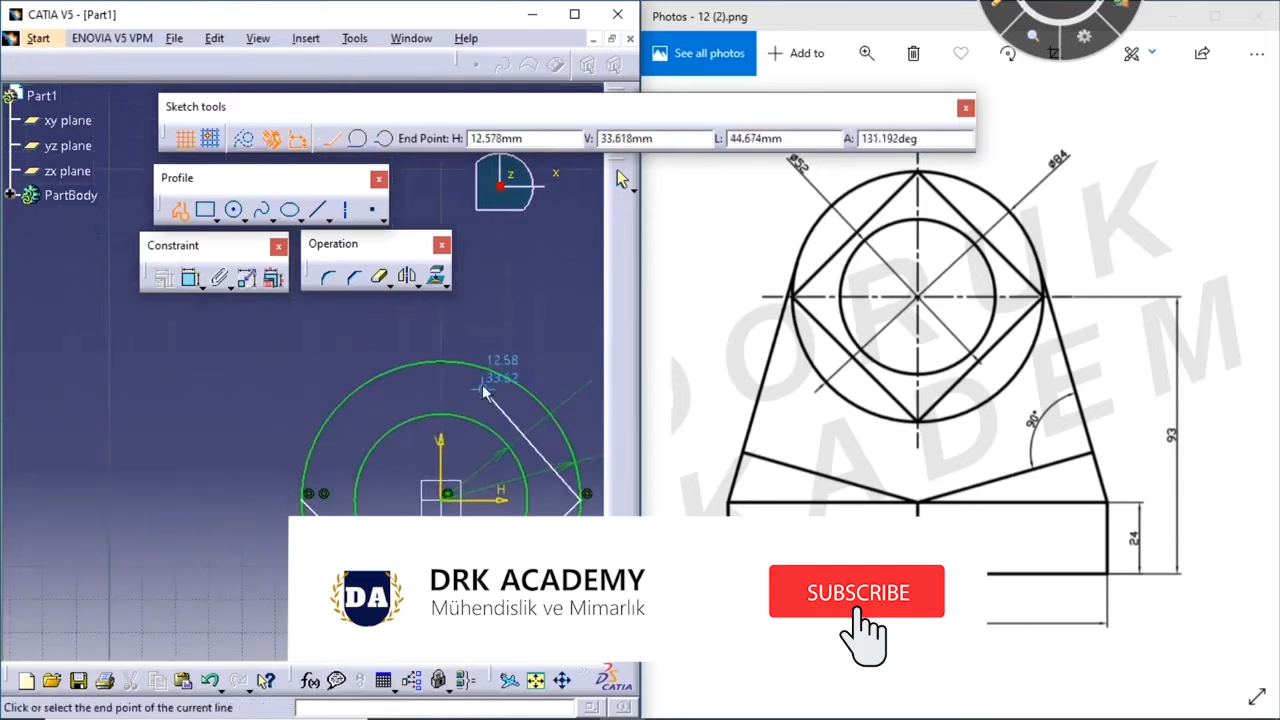 CATIA V5 - [Part1]
Start ENOVIA V5 VPM File Edit View Insert Tools Window Help
Part1
xy plane
yz plane
zx plane
PartBody
Sketch tools
End Point: H: 12.578mm V: 33.618mm L: 44.674mm A: 131.192deg
Profile
Constraint
Operation
z
x
12.58
33.62
V
H
Click or select the end point of the current line
CATIA
Photos - 12 (2).png
See all photos
Add to
ø52
ø84
90°
93
24
DORUK
AKADEM
DA
DRK ACADEMY
Mühendislik ve Mimarlık
SUBSCRIBE